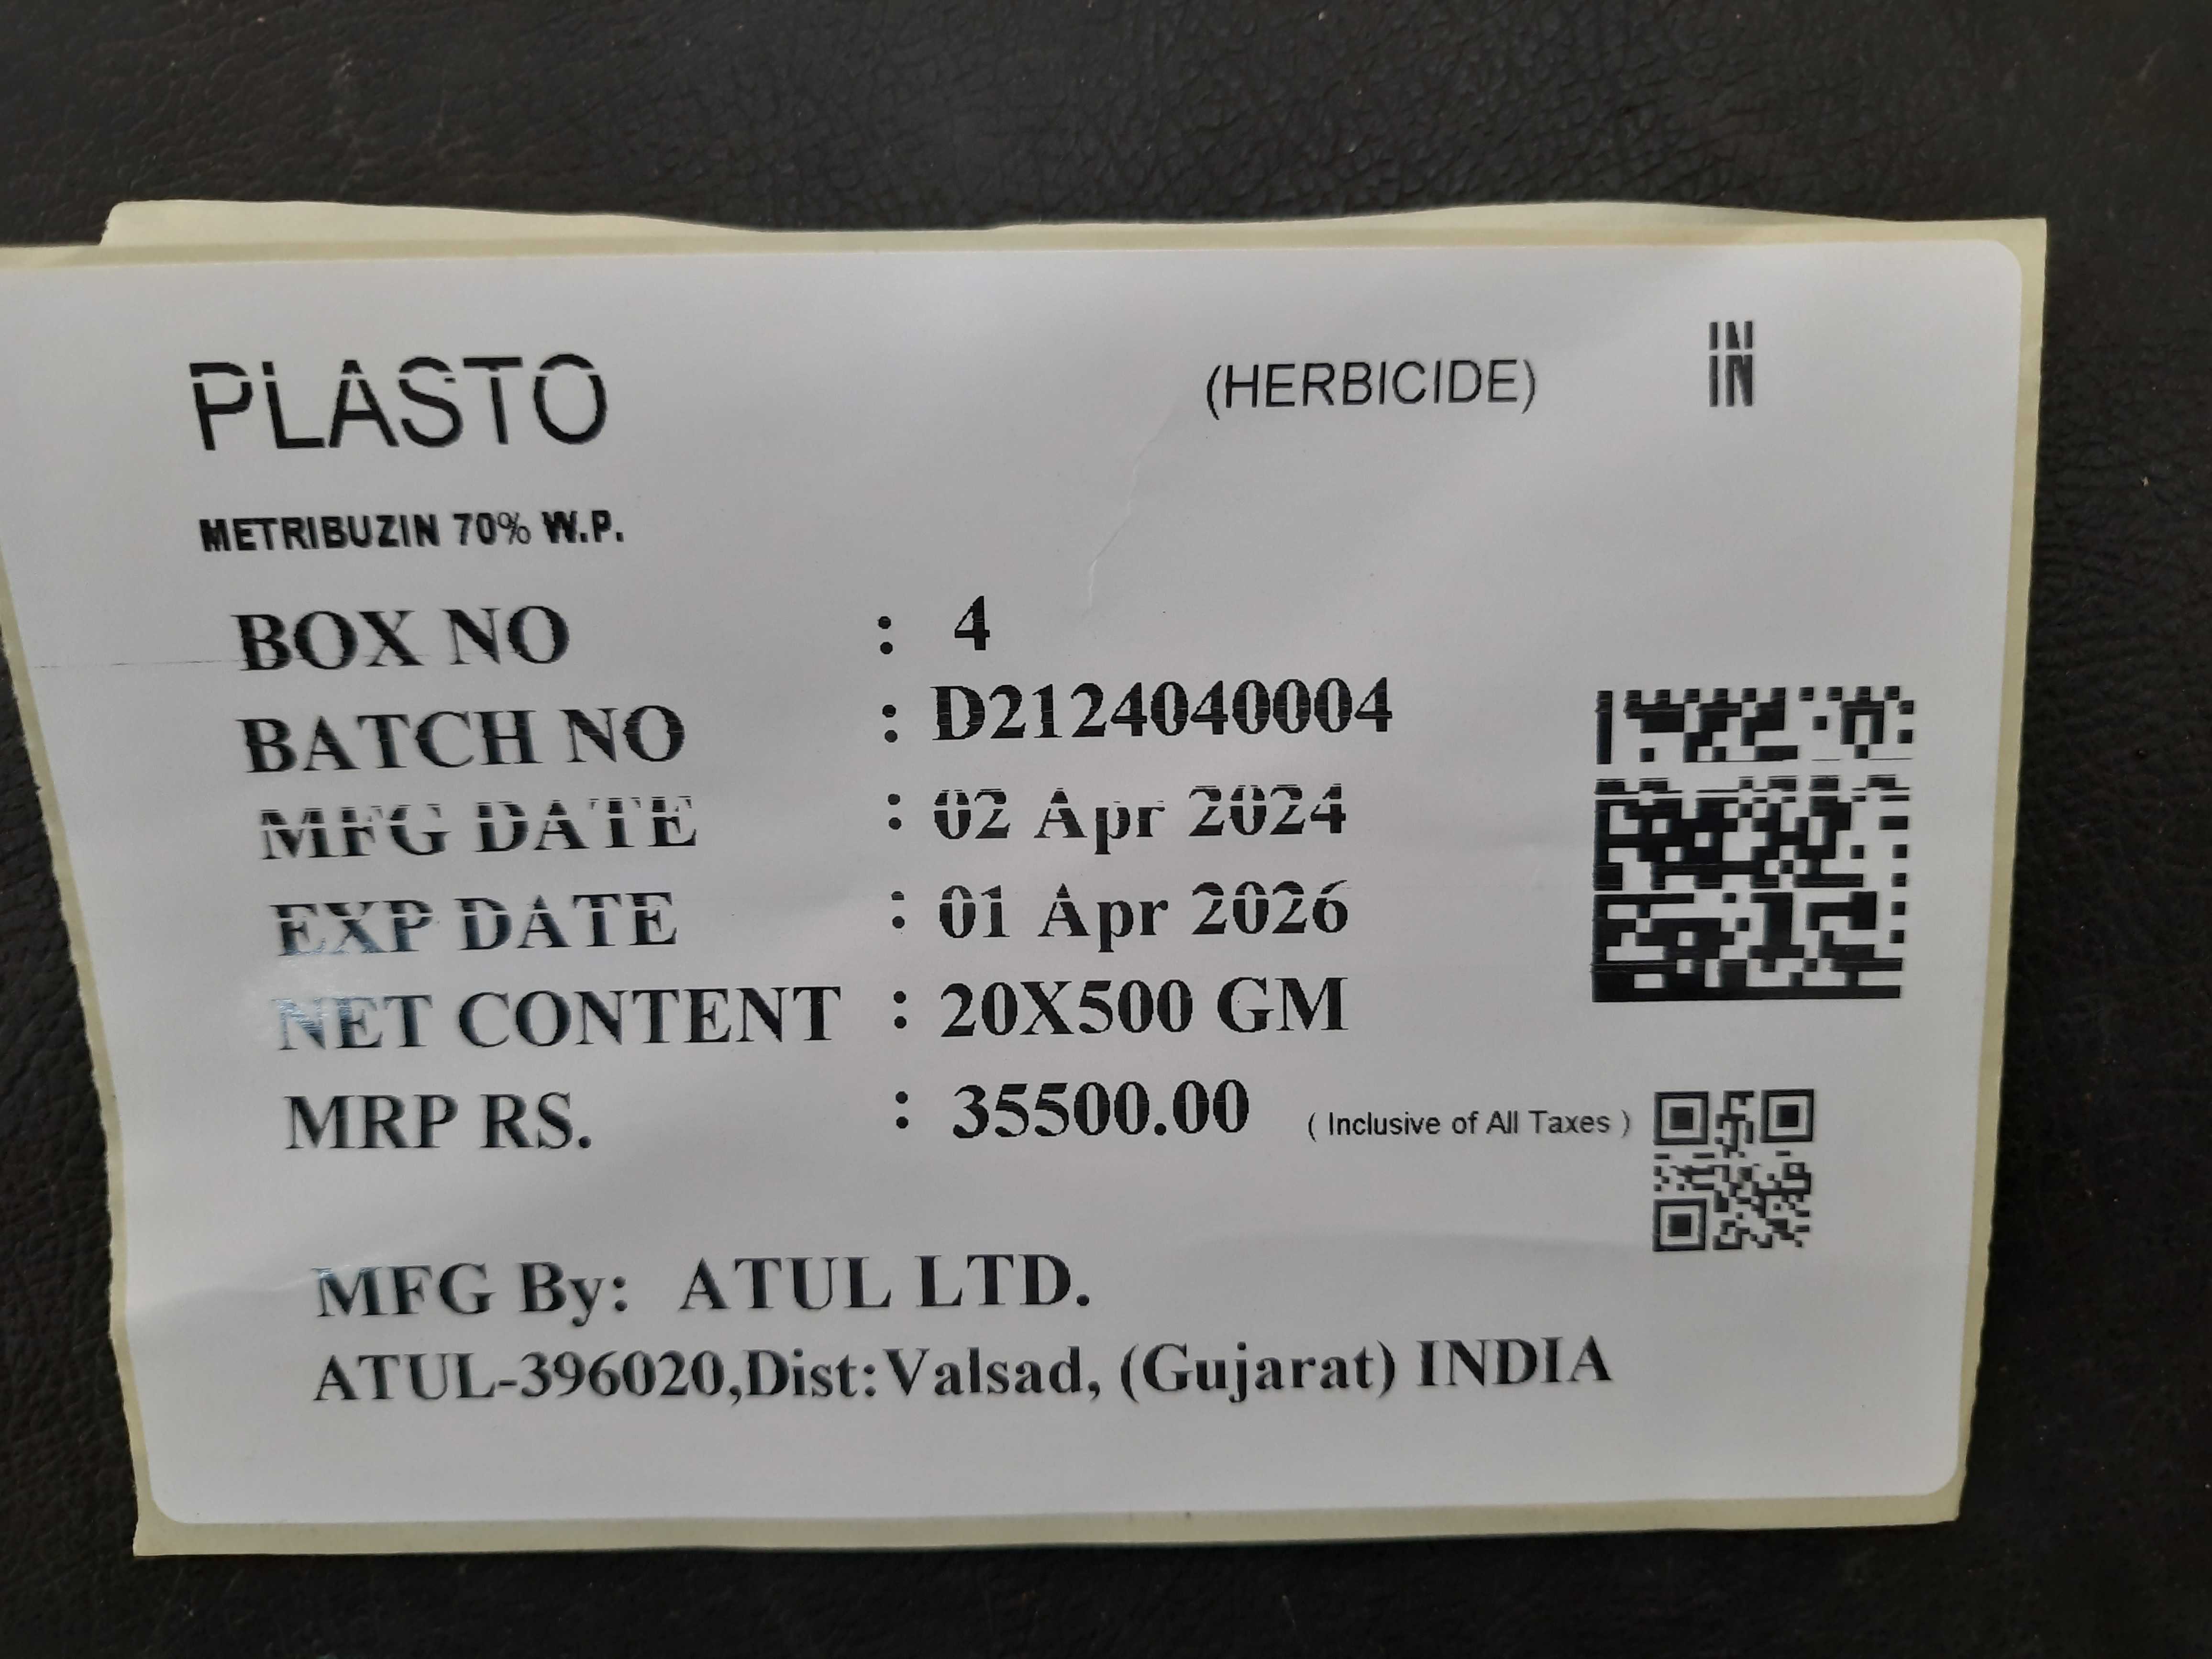 PLASTO (HERBICIDE) IN
METRIBUZIN 70% W.P.
BOX NO : 4
BATCH NO : D2124040004
MFG DATE : 02 Apr 2024
EXP DATE : 01 Apr 2026
NET CONTENT : 20X500 GM
MRP RS. : 35500.00 ( Inclusive of All Taxes )
MFG By: ATUL LTD.
ATUL-396020,Dist:Valsad, (Gujarat) INDIA